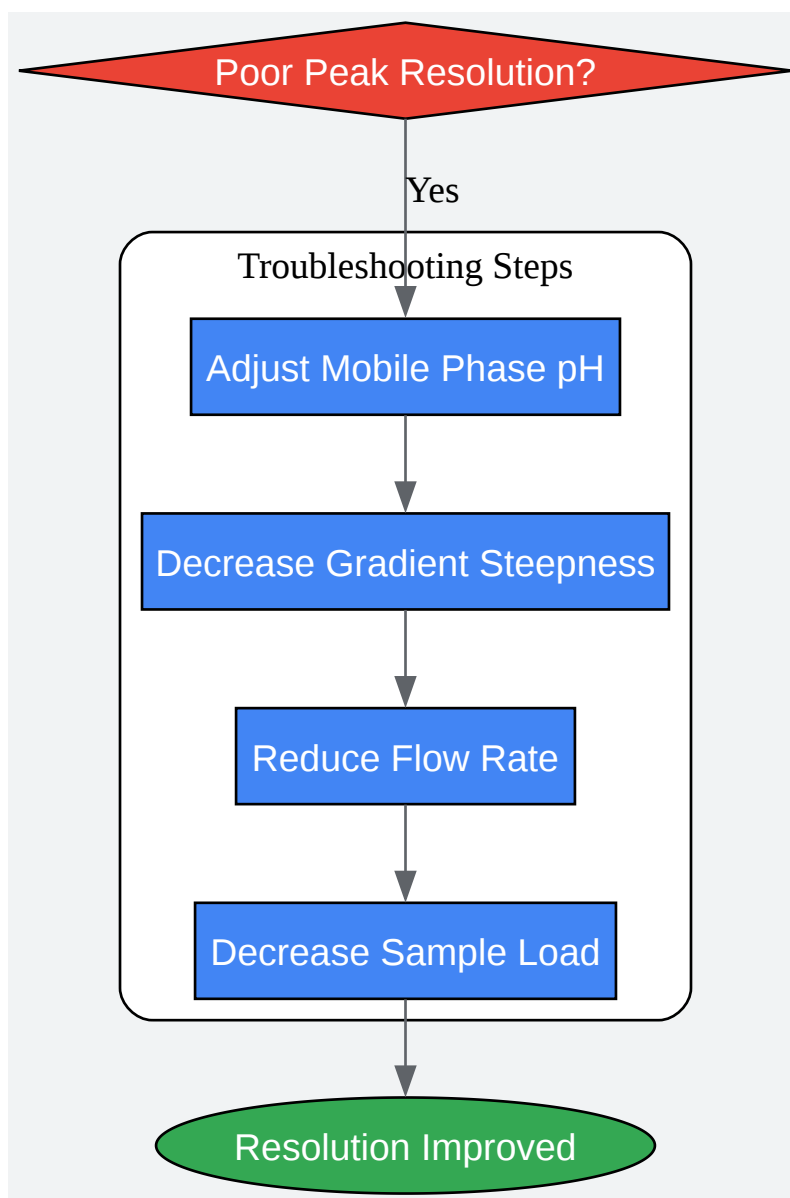 Poor Peak Resolution?
Yes
Troubleshooting Steps
Adjust Mobile Phase pH
Decrease Gradient Steepness
Reduce Flow Rate
Decrease Sample Load
Resolution Improved